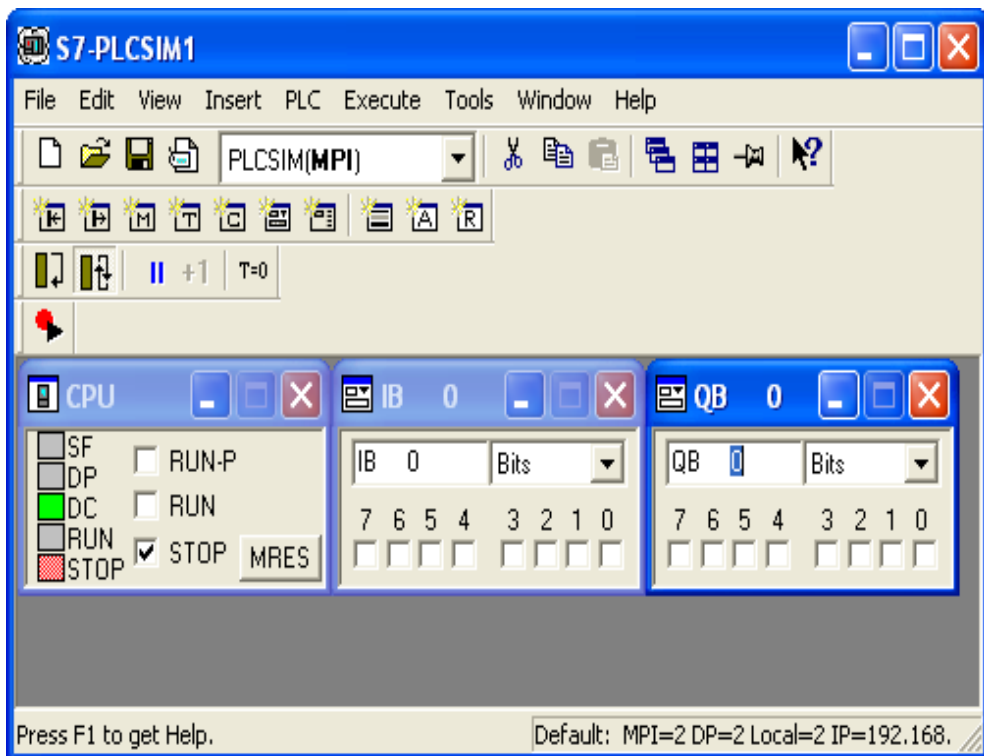 S7-PLCSIM1
File Edit View Insert PLC Execute Tools Window Help
PLCSIM(MPI)
M T C A R
+1 T=0
CPU
SF
DP
DC
RUN
STOP
RUN-P
RUN
STOP
MRES
IB 0
IB 0 Bits
7 6 5 4 3 2 1 0
QB 0
QB 0 Bits
7 6 5 4 3 2 1 0
Press F1 to get Help.
Default: MPI=2 DP=2 Local=2 IP=192.168.